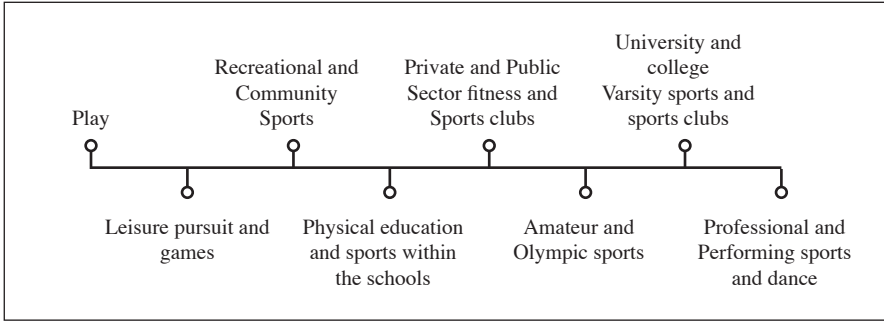 Play
Leisure pursuit and
games
Recreational and
Community
Sports
Physical education
and sports within
the schools
Private and Public
Sector fitness and
Sports clubs
Amateur and
Olympic sports
University and
college
Varsity sports and
sports clubs
Professional and
Performing sports
and dance